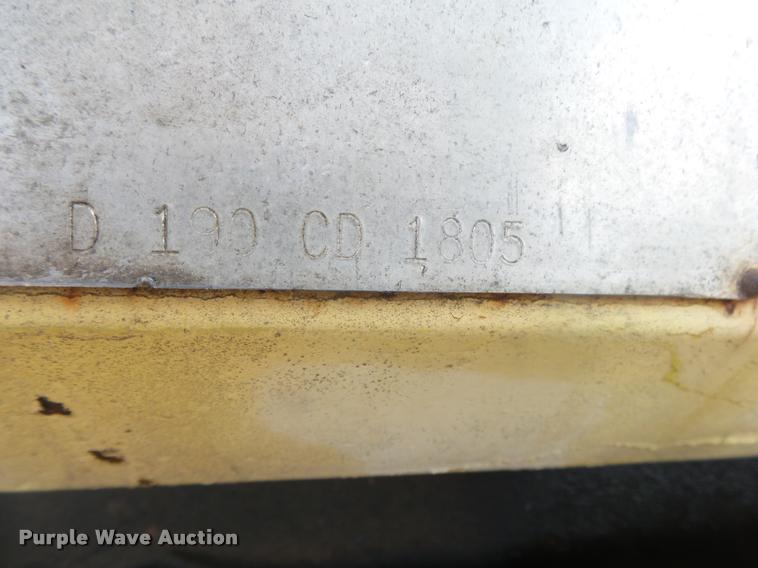 D 190 CD 1805
Purple Wave Auction